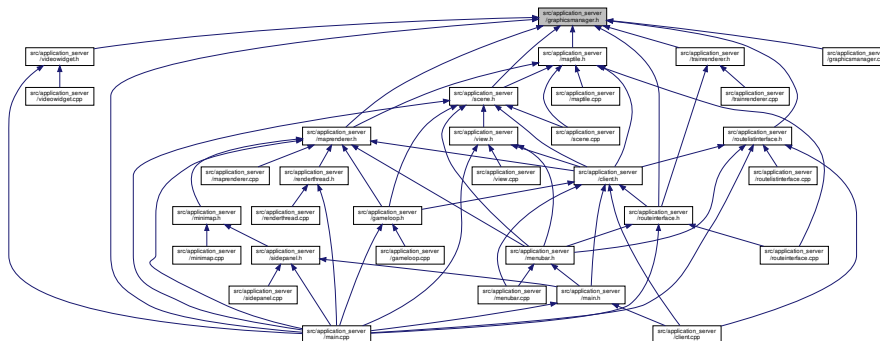 src/application_server
/graphicsmanager.h
src/application_server
/videowidget.h
src/application_server
/maptile.h
src/application_server
/trainrenderer.h
src/application_server
/graphicsmanager.c
src/application_server
/videowidget.cpp
src/application_server
/scene.h
src/application_server
/maptile.cpp
src/application_server
/trainrenderer.cpp
src/application_server
/maprenderer.h
src/application_server
/view.h
src/application_server
/scene.cpp
src/application_server
/routelistinterface.h
src/application_server
/maprenderer.cpp
src/application_server
/renderthread.h
src/application_server
/view.cpp
src/application_server
/client.h
src/application_server
/routelistinterface.cpp
src/application_server
/minimap.h
src/application_server
/renderthread.cpp
src/application_server
/gameloop.h
src/application_server
/routeinterface.h
src/application_server
/minimap.cpp
src/application_server
/sidepanel.h
src/application_server
/gameloop.cpp
src/application_server
/menubar.h
src/application_server
/routeinterface.cpp
src/application_server
/sidepanel.cpp
src/application_server
/menubar.cpp
src/application_server
/main.h
src/application_server
/main.cpp
src/application_server
/client.cpp